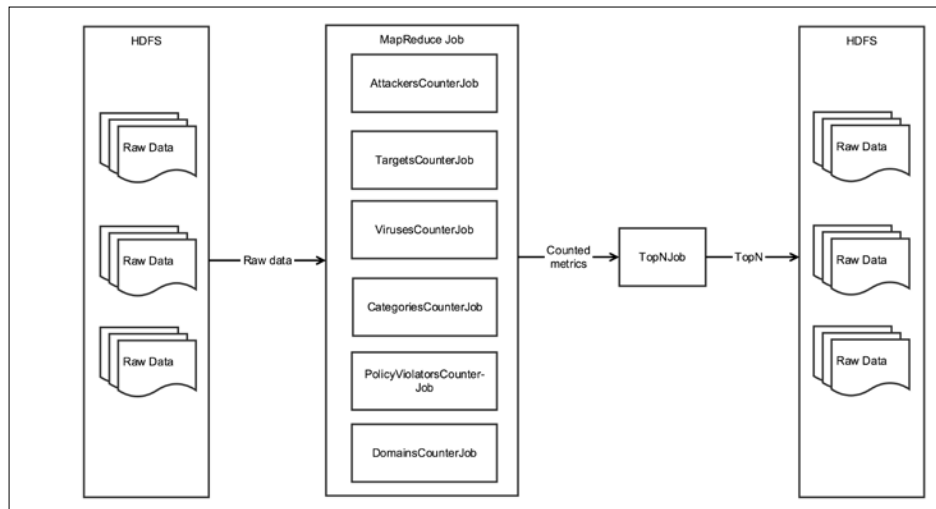 HDFS
Raw Data
Raw Data
Raw Data
Raw data
MapReduce Job
AttackersCounterJob
TargetsCounterJob
VirusesCounterJob
CategoriesCounterJob
PolicyViolatorsCounter-
Job
DomainsCounterJob
Counted
metrics
TopNJob
TopN
HDFS
Raw Data
Raw Data
Raw Data